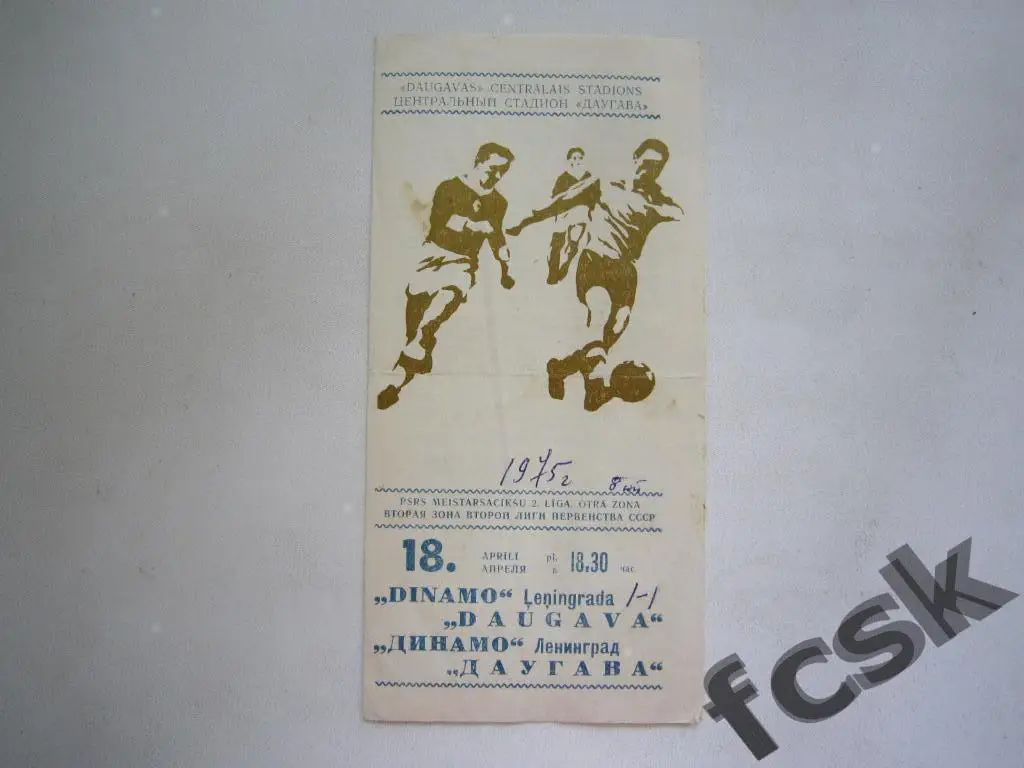 «DAUGAVAS» CENTRĀLAIS STADIONS
ЦЕНТРАЛЬНЫЙ СТАДИОН «ДАУГАВА»
1975г
PSRS MEISTARSACĪKSU 2. LĪGA, OTRĀ ZONA
ВТОРАЯ ЗОНА ВТОРОЙ ЛИГИ ПЕРВЕНСТВА СССР
18. APRĪLĪ pl. 18.30
АПРЕЛЯ в час
„DINAMO“ Ļeņingrada 1-1
„DAUGAVA“
„ДИНАМО“ Ленинград
„ДАУГАВА“
fcsk